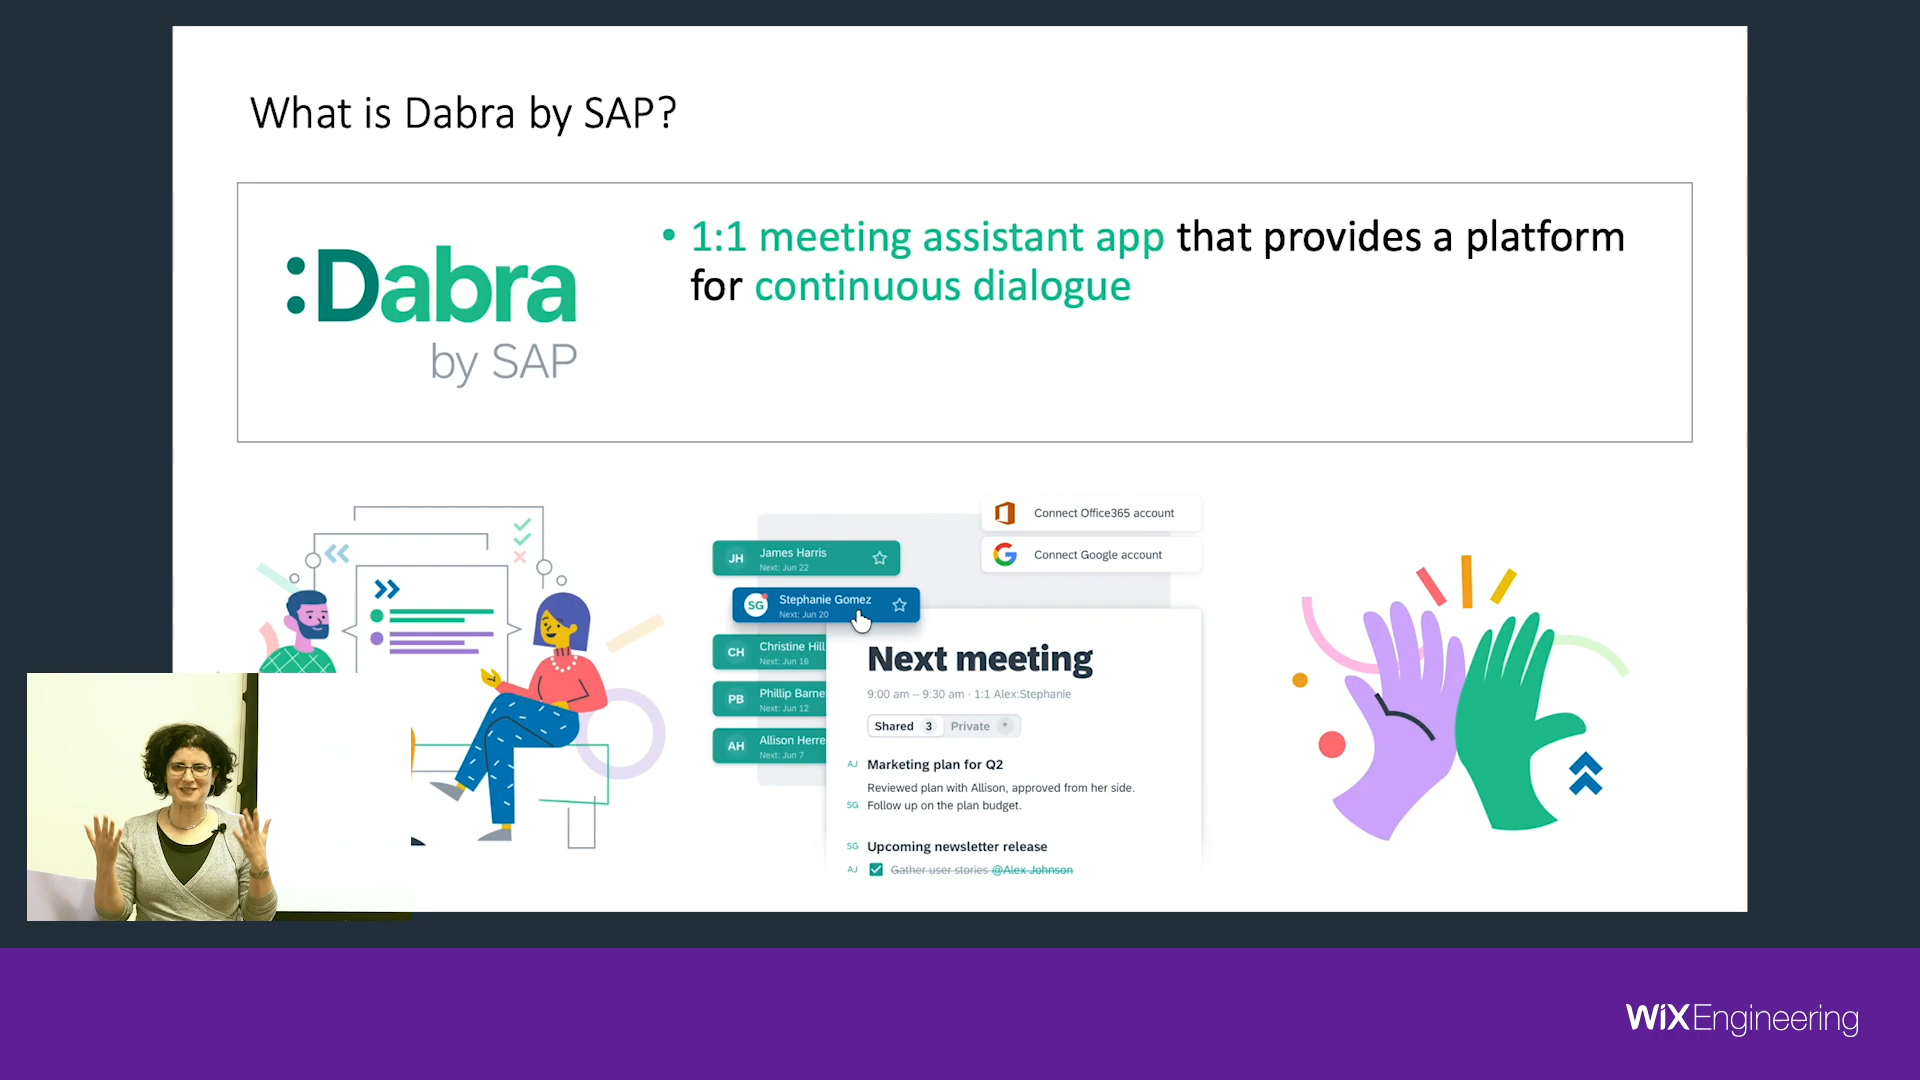 What is Dabra by SAP?
:Dabra
by SAP
• 1:1 meeting assistant app that provides a platform
for continuous dialogue
Connect Office365 account
Connect Google account
JH James Harris
Next: Jun 22
SG Stephanie Gomez
Next: Jun 20
CH Christine Hill
Next: Jun 16
PB Phillip Barne
Next: Jun 12
AH Allison Herre
Next: Jun 7
Next meeting
9:00 am – 9:30 am · 1:1 Alex:Stephanie
Shared 3 Private *
AJ Marketing plan for Q2
Reviewed plan with Allison, approved from her side.
SG Follow up on the plan budget.
SG Upcoming newsletter release
AJ Gather user stories @Alex Johnson
WiX Engineering